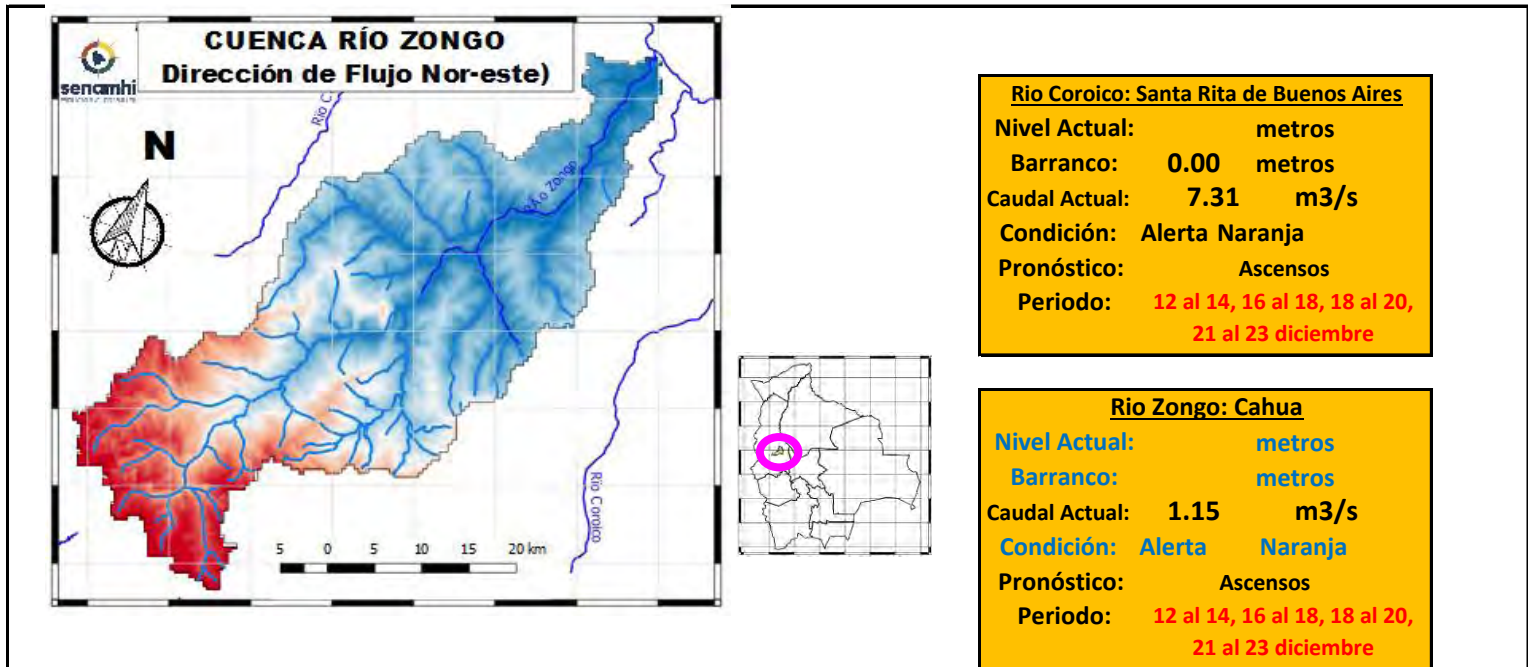 CUENCA RÍO ZONGO
Dirección de Flujo Nor-este)
senamhi
N
Río Coroico
5 0 5 10 15 20 km
Rio Coroico: Santa Rita de Buenos Aires
Nivel Actual: metros
Barranco: 0.00 metros
Caudal Actual: 7.31 m3/s
Condición: Alerta Naranja
Pronóstico: Ascensos
Periodo: 12 al 14, 16 al 18, 18 al 20,
21 al 23 diciembre
Rio Zongo: Cahua
Nivel Actual: metros
Barranco: metros
Caudal Actual: 1.15 m3/s
Condición: Alerta Naranja
Pronóstico: Ascensos
Periodo: 12 al 14, 16 al 18, 18 al 20,
21 al 23 diciembre